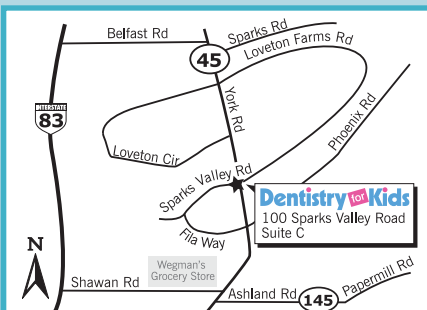 Belfast Rd
Sparks Rd
45
Loveton Farms Rd
INTERSTATE
83
York Rd
Phoenix Rd
Loveton Cir
Sparks Valley Rd
Dentistry for Kids
100 Sparks Valley Road
Suite C
Fila Way
N
Wegman's
Grocery Store
Shawan Rd
Ashland Rd
145
Papermill Rd